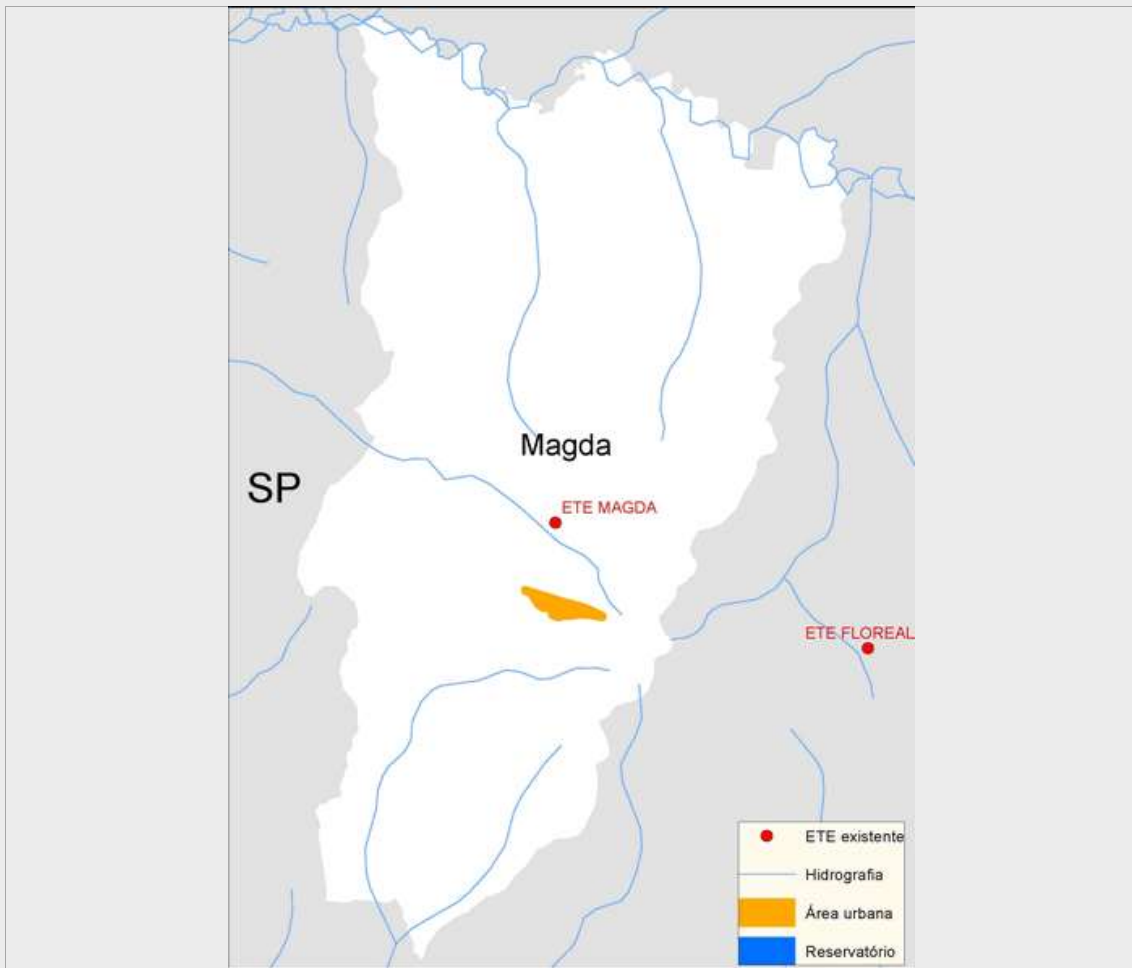 Magda
SP
ETE MAGDA
ETE FLOREAL
ETE existente
Hidrografia
Área urbana
Reservatório